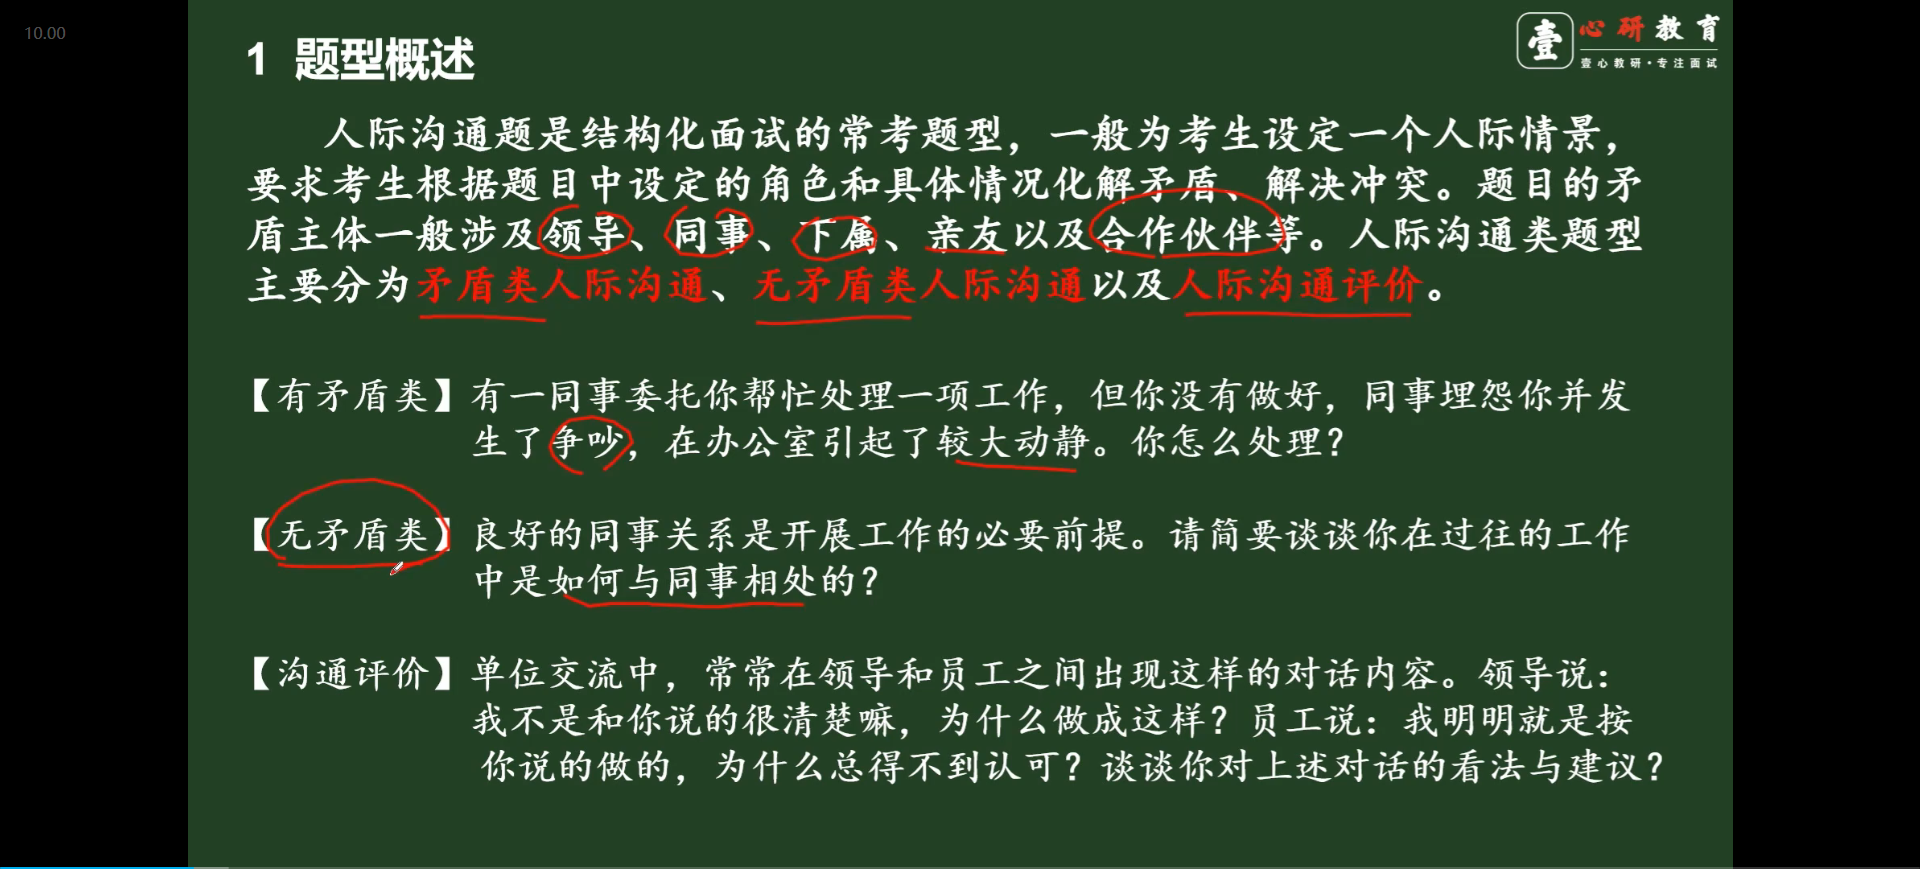 10.00
1 题型概述
壹 心研教育
壹心教研·专注面试
人际沟通题是结构化面试的常考题型，一般为考生设定一个人际情景，
要求考生根据题目中设定的角色和具体情况化解矛盾、解决冲突。题目的矛
盾主体一般涉及领导、同事、下属、亲友以及合作伙伴等。人际沟通类题型
主要分为矛盾类人际沟通、无矛盾类人际沟通以及人际沟通评价。
【有矛盾类】有一同事委托你帮忙处理一项工作，但你没有做好，同事埋怨你并发
生了争吵，在办公室引起了较大动静。你怎么处理？
【无矛盾类】良好的同事关系是开展工作的必要前提。请简要谈谈你在过往的工作
中是如何与同事相处的？
【沟通评价】单位交流中，常常在领导和员工之间出现这样的对话内容。领导说：
我不是和你说的很清楚嘛，为什么做成这样？员工说：我明明就是按
你说的做的，为什么总得不到认可？谈谈你对上述对话的看法与建议？